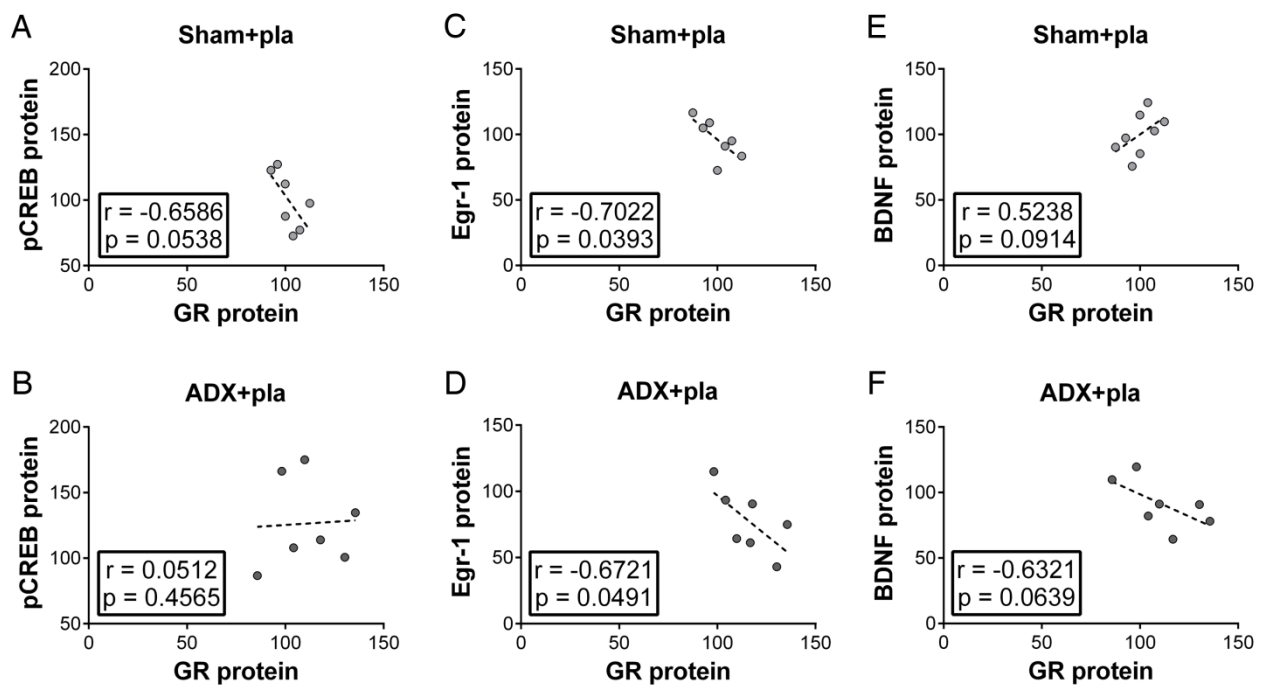 A
Sham+pla
pCREB protein
200
150
100
50
r = -0.6586
p = 0.0538
0
50
100
150
GR protein
C
Sham+pla
Egr-1 protein
150
100
50
0
r = -0.7022
p = 0.0393
0
50
100
150
GR protein
E
Sham+pla
BDNF protein
150
100
50
0
r = 0.5238
p = 0.0914
0
50
100
150
GR protein
B
ADX+pla
pCREB protein
200
150
100
50
r = 0.0512
p = 0.4565
0
50
100
150
GR protein
D
ADX+pla
Egr-1 protein
150
100
50
0
r = -0.6721
p = 0.0491
0
50
100
150
GR protein
F
ADX+pla
BDNF protein
150
100
50
0
r = -0.6321
p = 0.0639
0
50
100
150
GR protein